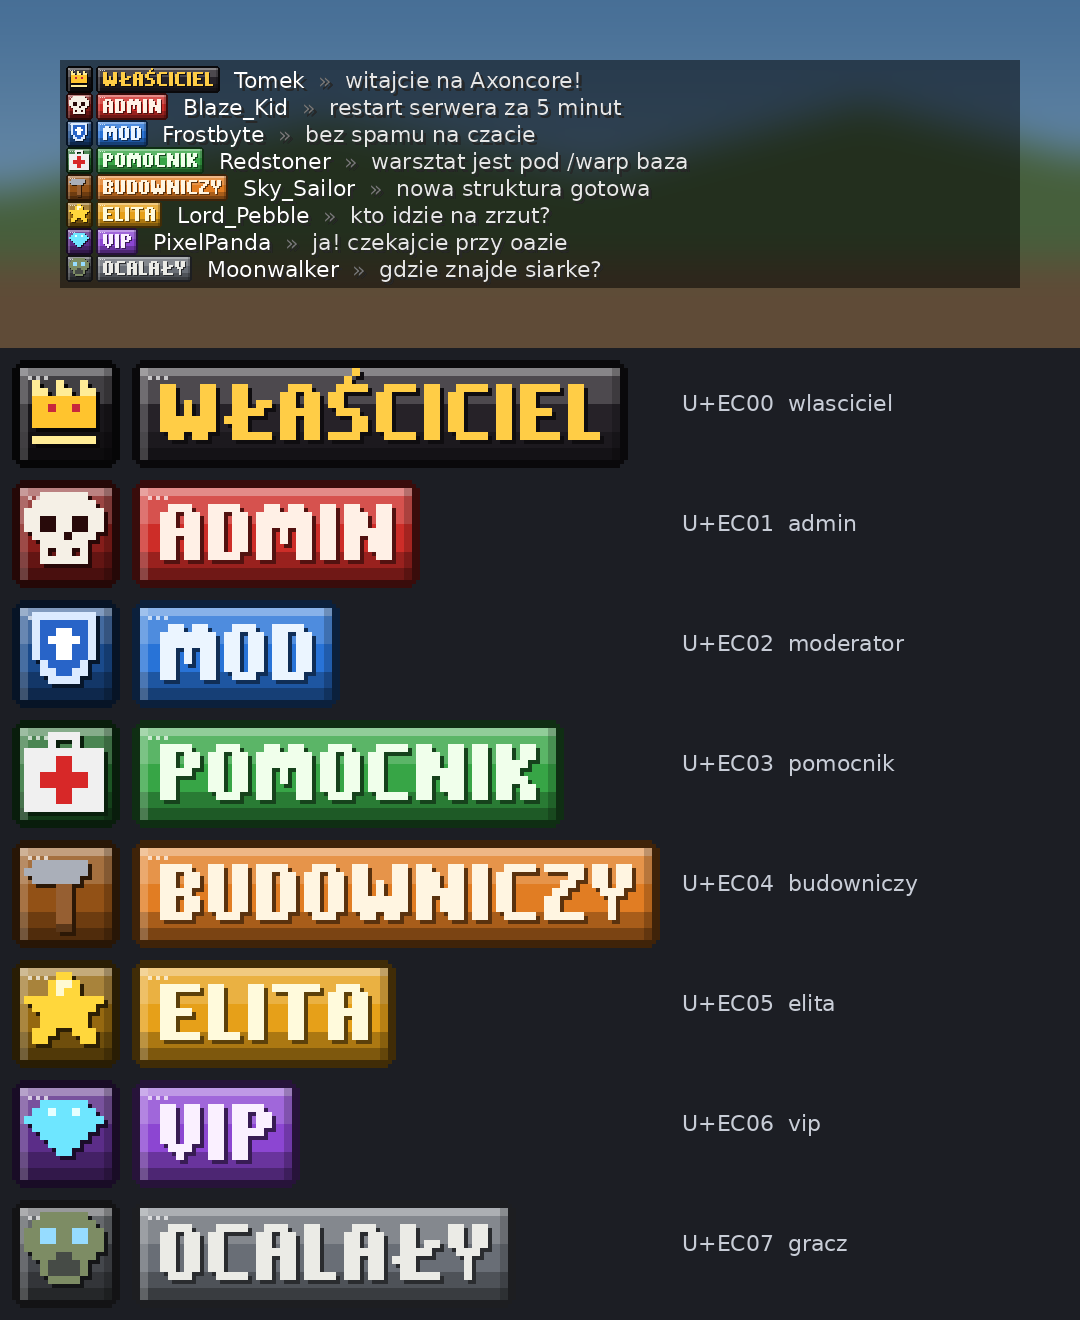 WŁAŚCICIEL Tomek » witajcie na Axoncore!
ADMIN Blaze_Kid » restart serwera za 5 minut
MOD Frostbyte » bez spamu na czacie
POMOCNIK Redstoner » warsztat jest pod /warp baza
BUDOWNICZY Sky_Sailor » nowa struktura gotowa
ELITA Lord_Pebble » kto idzie na zrzut?
VIP PixelPanda » ja! czekajcie przy oazie
OCALAŁY Moonwalker » gdzie znajde siarke?
WŁAŚCICIEL U+EC00 wlasciciel
ADMIN U+EC01 admin
MOD U+EC02 moderator
POMOCNIK U+EC03 pomocnik
BUDOWNICZY U+EC04 budowniczy
ELITA U+EC05 elita
VIP U+EC06 vip
OCALAŁY U+EC07 gracz